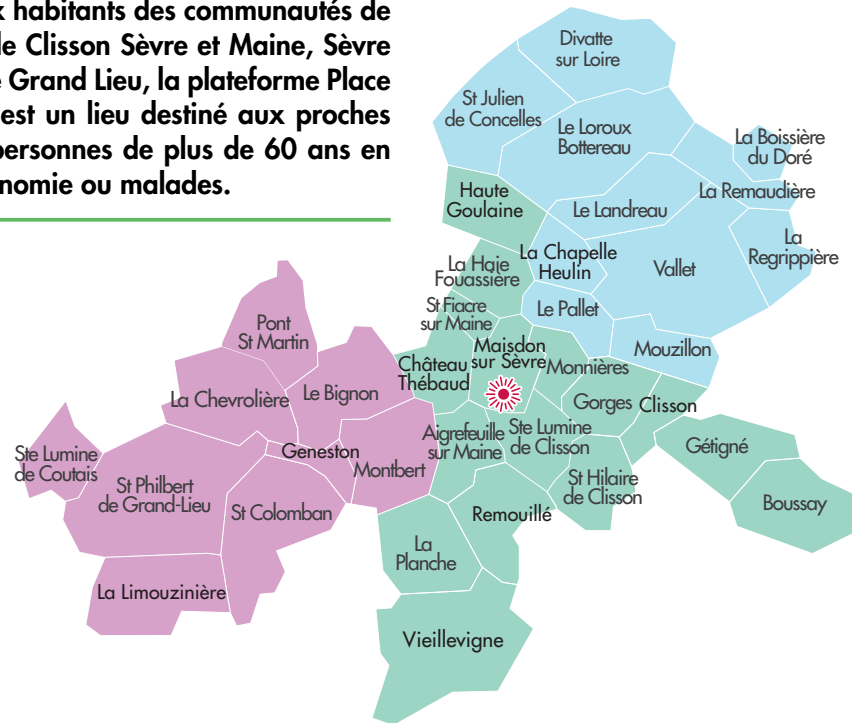 x habitants des communautés de
le Clisson Sèvre et Maine, Sèvre
e Grand Lieu, la plateforme Place
est un lieu destiné aux proches
personnes de plus de 60 ans en
nomie ou malades.
Divatte
sur Loire
St Julien
de Concelles
Le Loroux
Bottereau
La Boissière
du Doré
Haute
Goulaine
Le Landreau
La Remaudière
La
Regrippière
La Chapelle
Heulin
Vallet
La Haie
Fouassière
Le Pallet
St Fiacre
sur Maine
Pont
St Martin
Mouzillon
Maisdon
sur Sèvre
Monnières
Château
Thébaud
La Chevrolière
Le Bignon
Gorges
Clisson
Aigrefeuille
sur Maine
Ste Lumine
de Clisson
Gétigné
Ste Lumine
de Coutais
Geneston
Montbert
St Philbert
de Grand-Lieu
St Hilaire
de Clisson
Boussay
St Colomban
Remouillé
La
Planche
La Limouzinière
Vieillevigne